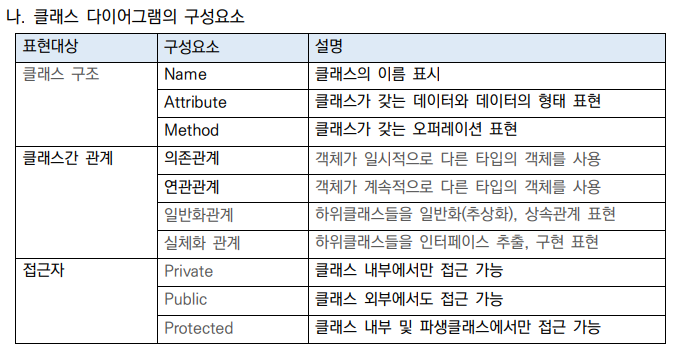 나. 클래스 다이어그램의 구성요소
표현대상 구성요소 설명
클래스 구조 Name 클래스의 이름 표시
Attribute 클래스가 갖는 데이터와 데이터의 형태 표현
Method 클래스가 갖는 오퍼레이션 표현
클래스간 관계 의존관계 객체가 일시적으로 다른 타입의 객체를 사용
연관관계 객체가 계속적으로 다른 타입의 객체를 사용
일반화관계 하위클래스들을 일반화(추상화), 상속관계 표현
실체화 관계 하위클래스들을 인터페이스 추출, 구현 표현
접근자 Private 클래스 내부에서만 접근 가능
Public 클래스 외부에서도 접근 가능
Protected 클래스 내부 및 파생클래스에서만 접근 가능